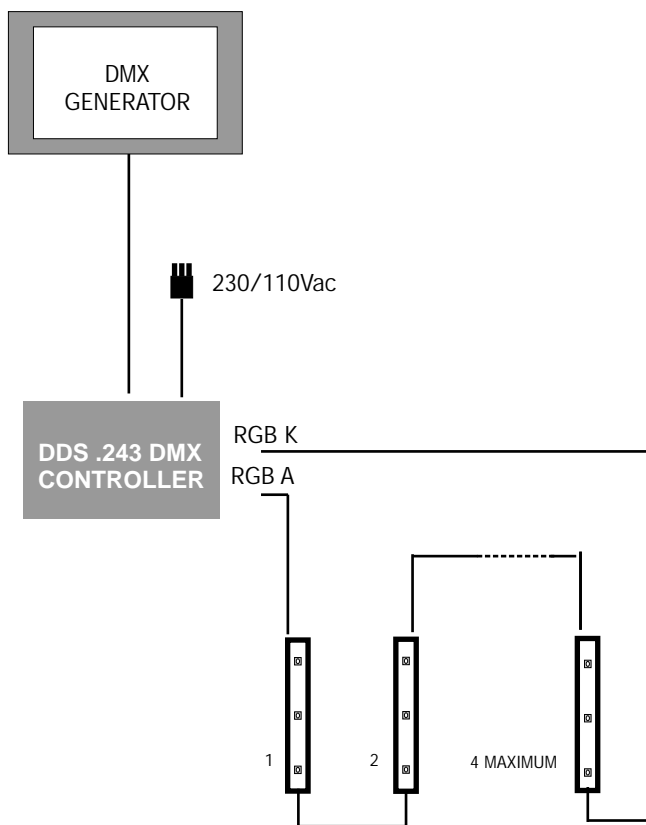 DMX
GENERATOR
230/110Vac
DDS .243 DMX
CONTROLLER
RGB K
RGB A
1
2
4 MAXIMUM